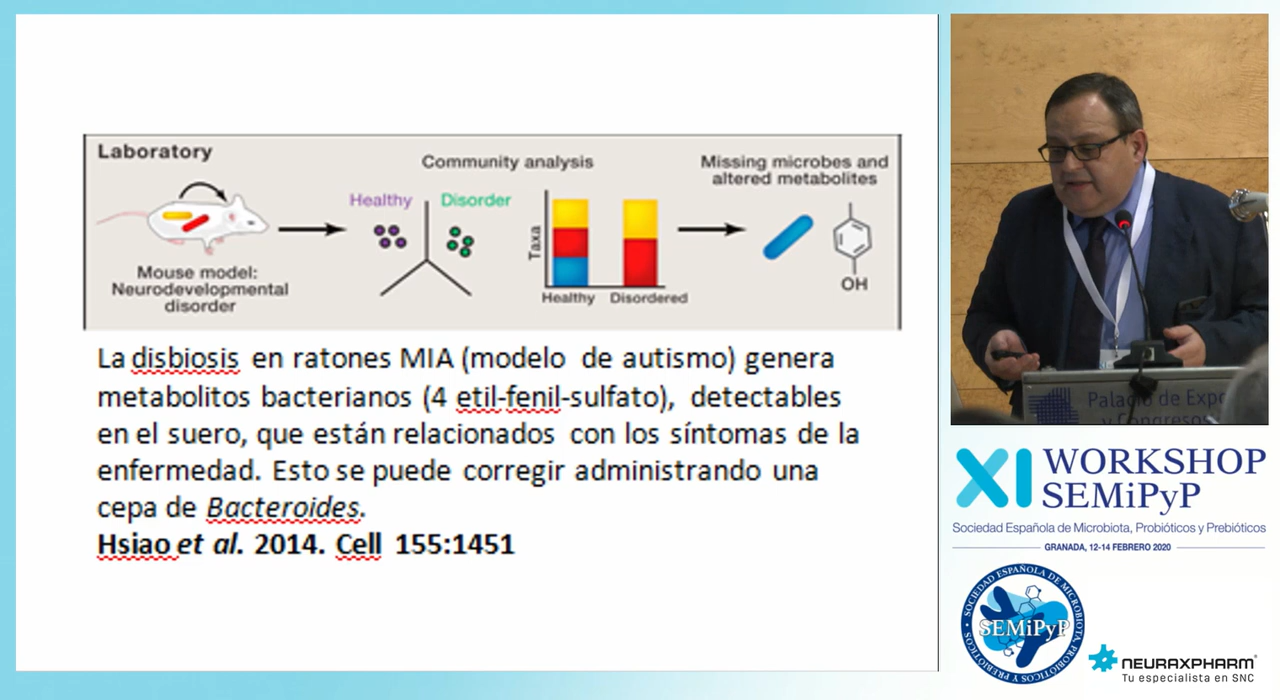 Laboratory
Community analysis
Missing microbes and
altered metabolites
Healthy
Disorder
Taxa
Mouse model:
Neurodevelopmental
disorder
Healthy
Disordered
OH
La disbiosis en ratones MIA (modelo de autismo) genera
metabolitos bacterianos (4 etil-fenil-sulfato), detectables
en el suero, que están relacionados con los síntomas de la
enfermedad. Esto se puede corregir administrando una
cepa de Bacteroides.
Hsiao et al. 2014. Cell 155:1451
Palacio de Expo
y Congresos
XI WORKSHOP
SEMiPyP
Sociedad Española de Microbiota, Probióticos y Prebióticos
GRANADA, 12-14 FEBRERO 2020
SOCIEDAD ESPAÑOLA DE MICROBIOTA PROBIÓTICOS Y PREBIÓTICOS
SEMiPyP
NEURAXPHARM
Tu especialista en SNC